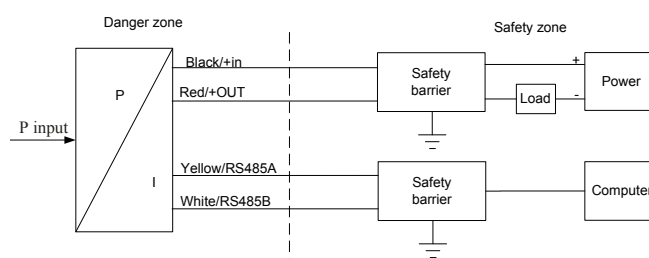 Danger zone
Safety zone
Black/+in
Safety
barrier
+
Power
P
Red/+OUT
Load
-
P input
Yellow/RS485A
I
Safety
barrier
Computer
White/RS485B